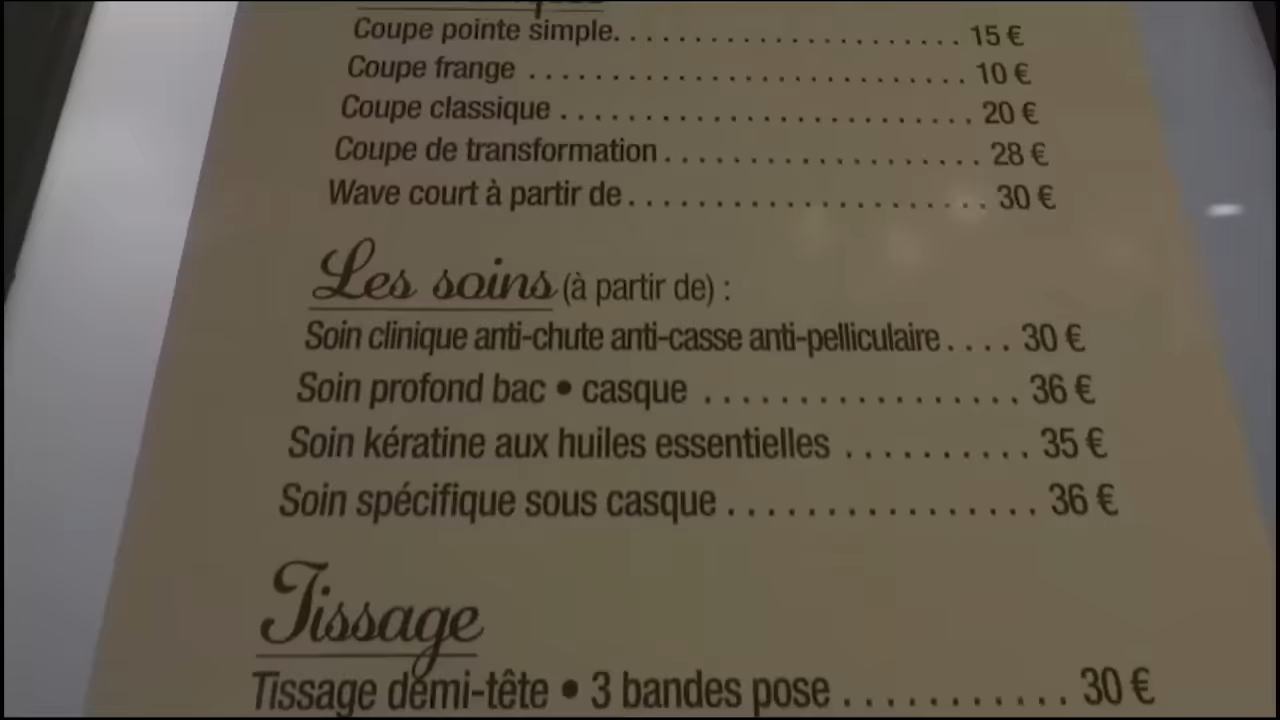 Coupe pointe simple. . . . . . . . . . . . . . . . . . . . . . 15 €
Coupe frange . . . . . . . . . . . . . . . . . . . . . . . . . . . 10 €
Coupe classique . . . . . . . . . . . . . . . . . . . . . . . . . 20 €
Coupe de transformation . . . . . . . . . . . . . . . . . . 28 €
Wave court à partir de . . . . . . . . . . . . . . . . . . . . 30 €
Les soins (à partir de) :
Soin clinique anti-chute anti-casse anti-pelliculaire . . . . 30 €
Soin profond bac • casque . . . . . . . . . . . . . . . . . 36 €
Soin kératine aux huiles essentielles . . . . . . . . . . 35 €
Soin spécifique sous casque . . . . . . . . . . . . . . . . 36 €
Tissage
Tissage demi-tête • 3 bandes pose . . . . . . . . . . . 30 €